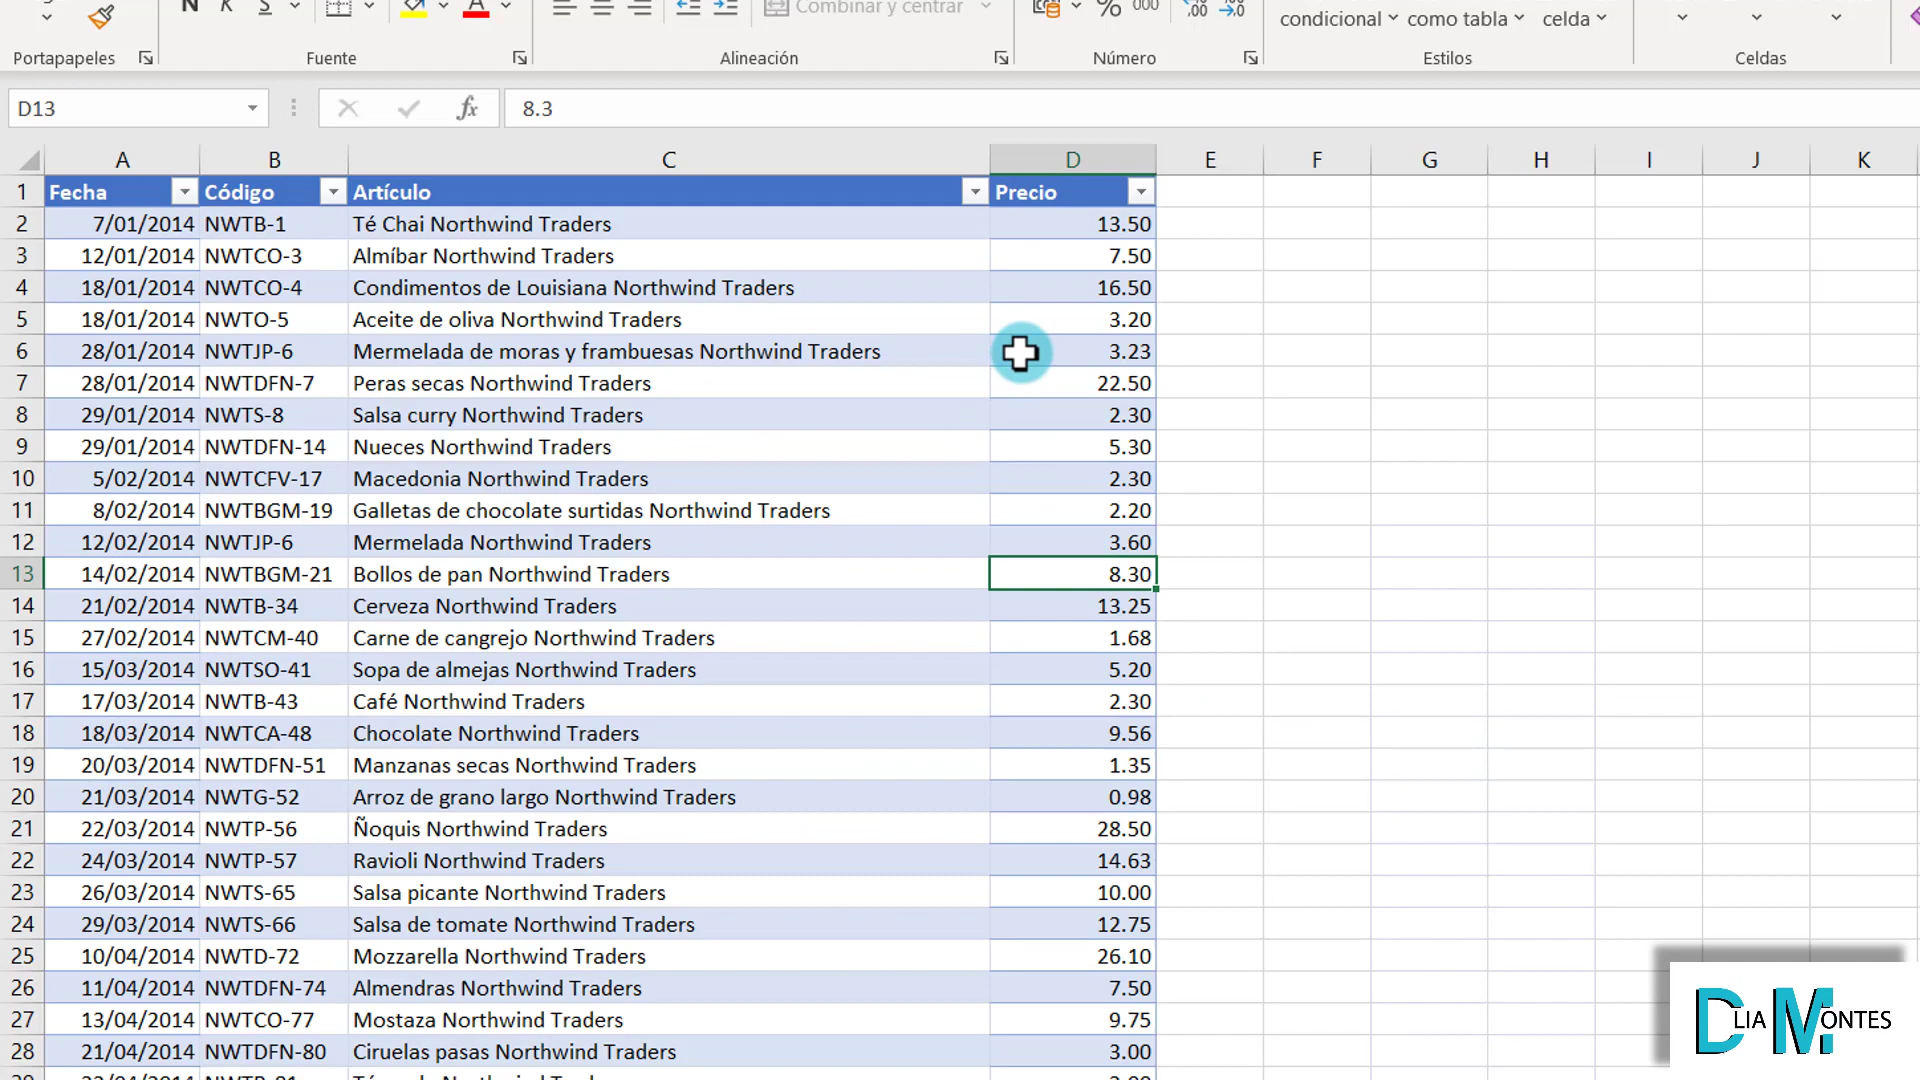 N K S A Combinar y centrar % 000
condicional como tabla celda
Portapapeles Fuente Alineación Número Estilos Celdas
D13 fx 8.3
A B C D E F G H I J K
1 Fecha Código Artículo Precio
2 7/01/2014 NWTB-1 Té Chai Northwind Traders 13.50
3 12/01/2014 NWTCO-3 Almíbar Northwind Traders 7.50
4 18/01/2014 NWTCO-4 Condimentos de Louisiana Northwind Traders 16.50
5 18/01/2014 NWTO-5 Aceite de oliva Northwind Traders 3.20
6 28/01/2014 NWTJP-6 Mermelada de moras y frambuesas Northwind Traders 3.23
7 28/01/2014 NWTDFN-7 Peras secas Northwind Traders 22.50
8 29/01/2014 NWTS-8 Salsa curry Northwind Traders 2.30
9 29/01/2014 NWTDFN-14 Nueces Northwind Traders 5.30
10 5/02/2014 NWTCFV-17 Macedonia Northwind Traders 2.30
11 8/02/2014 NWTBGM-19 Galletas de chocolate surtidas Northwind Traders 2.20
12 12/02/2014 NWTJP-6 Mermelada Northwind Traders 3.60
13 14/02/2014 NWTBGM-21 Bollos de pan Northwind Traders 8.30
14 21/02/2014 NWTB-34 Cerveza Northwind Traders 13.25
15 27/02/2014 NWTCM-40 Carne de cangrejo Northwind Traders 1.68
16 15/03/2014 NWTSO-41 Sopa de almejas Northwind Traders 5.20
17 17/03/2014 NWTB-43 Café Northwind Traders 2.30
18 18/03/2014 NWTCA-48 Chocolate Northwind Traders 9.56
19 20/03/2014 NWTDFN-51 Manzanas secas Northwind Traders 1.35
20 21/03/2014 NWTG-52 Arroz de grano largo Northwind Traders 0.98
21 22/03/2014 NWTP-56 Ñoquis Northwind Traders 28.50
22 24/03/2014 NWTP-57 Ravioli Northwind Traders 14.63
23 26/03/2014 NWTS-65 Salsa picante Northwind Traders 10.00
24 29/03/2014 NWTS-66 Salsa de tomate Northwind Traders 12.75
25 10/04/2014 NWTD-72 Mozzarella Northwind Traders 26.10
26 11/04/2014 NWTDFN-74 Almendras Northwind Traders 7.50
27 13/04/2014 NWTCO-77 Mostaza Northwind Traders 9.75
28 21/04/2014 NWTDFN-80 Ciruelas pasas Northwind Traders 3.00
DLIA MONTES